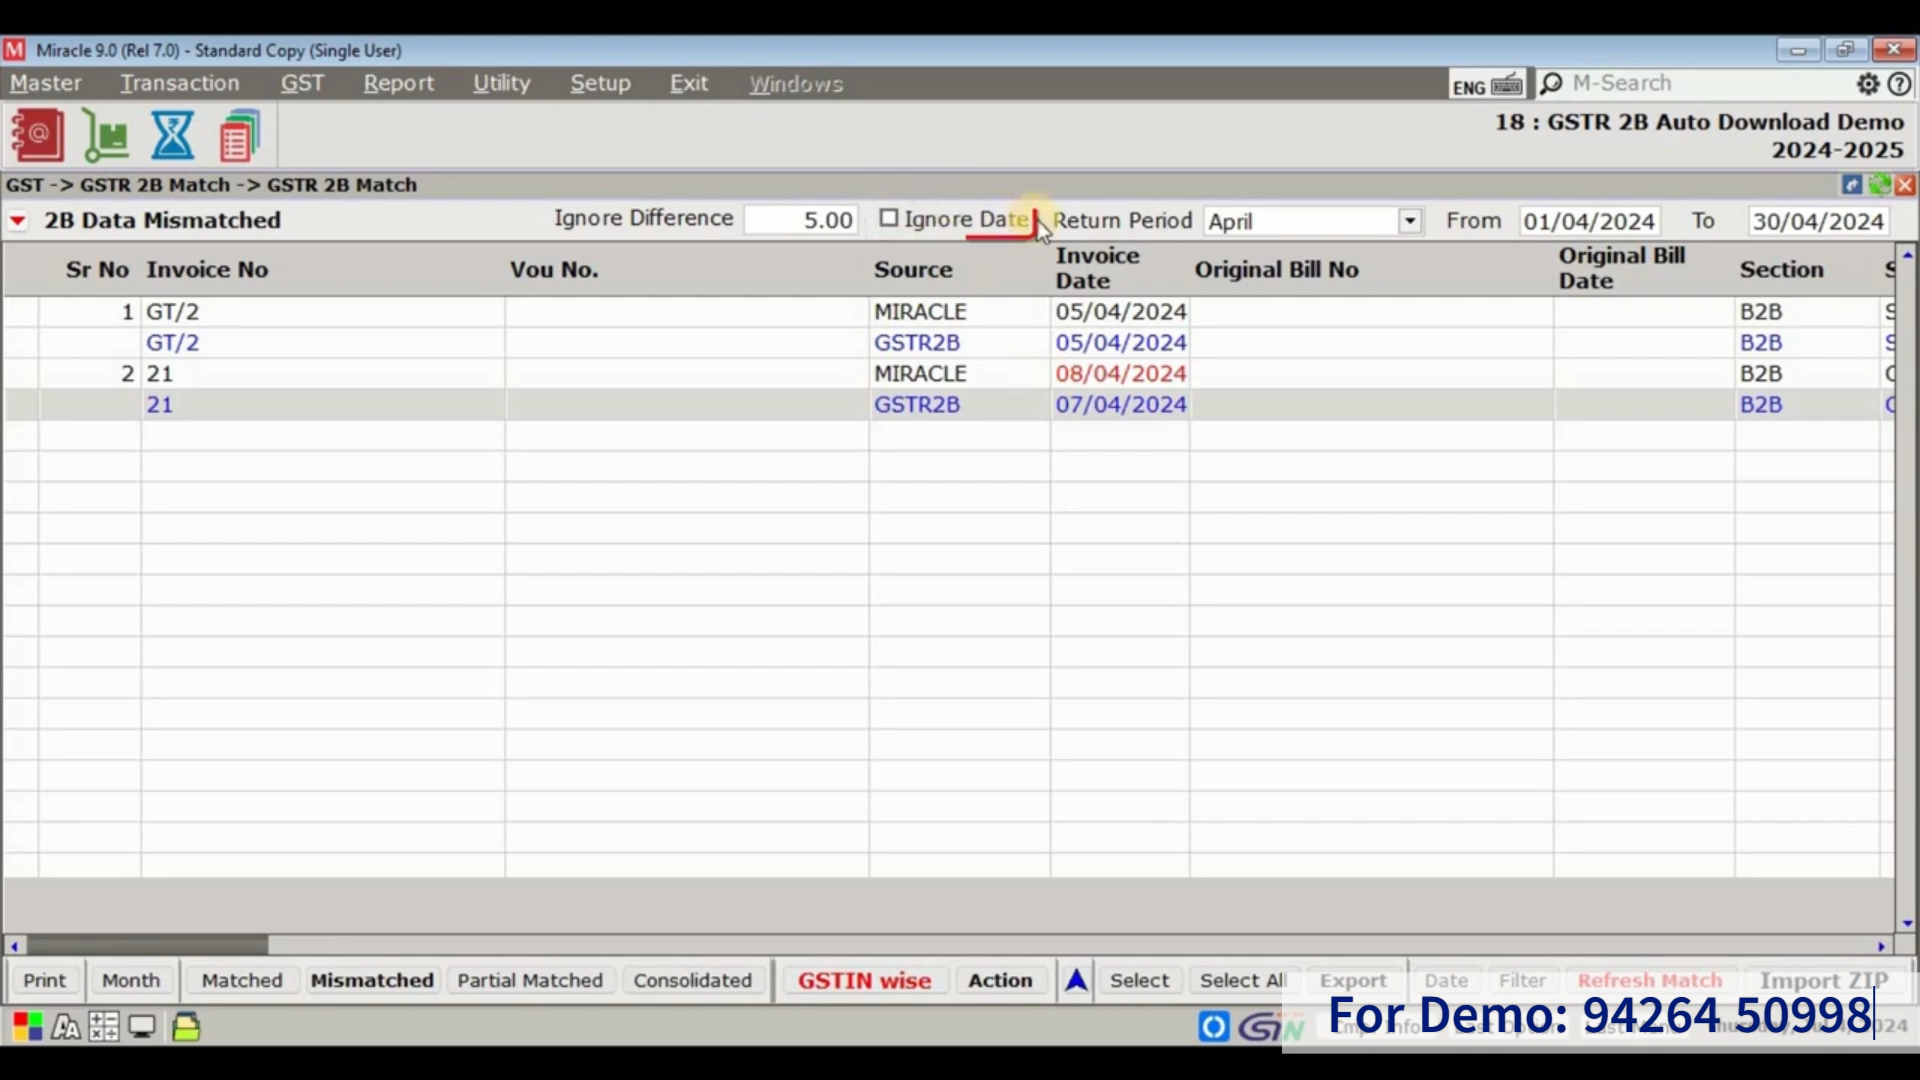 Miracle 9.0 (Rel 7.0) - Standard Copy (Single User)
Master Transaction GST Report Utility Setup Exit Windows ENG M-Search
18 : GSTR 2B Auto Download Demo
2024-2025
GST -> GSTR 2B Match -> GSTR 2B Match
2B Data Mismatched Ignore Difference 5.00 Ignore Date Return Period April From 01/04/2024 To 30/04/2024
Sr No Invoice No Vou No. Source Invoice Date Original Bill No Original Bill Date Section
1 GT/2 MIRACLE 05/04/2024 B2B
GT/2 GSTR2B 05/04/2024 B2B
2 21 MIRACLE 08/04/2024 B2B
21 GSTR2B 07/04/2024 B2B
Print Month Matched Mismatched Partial Matched Consolidated GSTIN wise Action Select Select All Export Date Filter Refresh Match Import ZIP
For Demo: 94264 50998